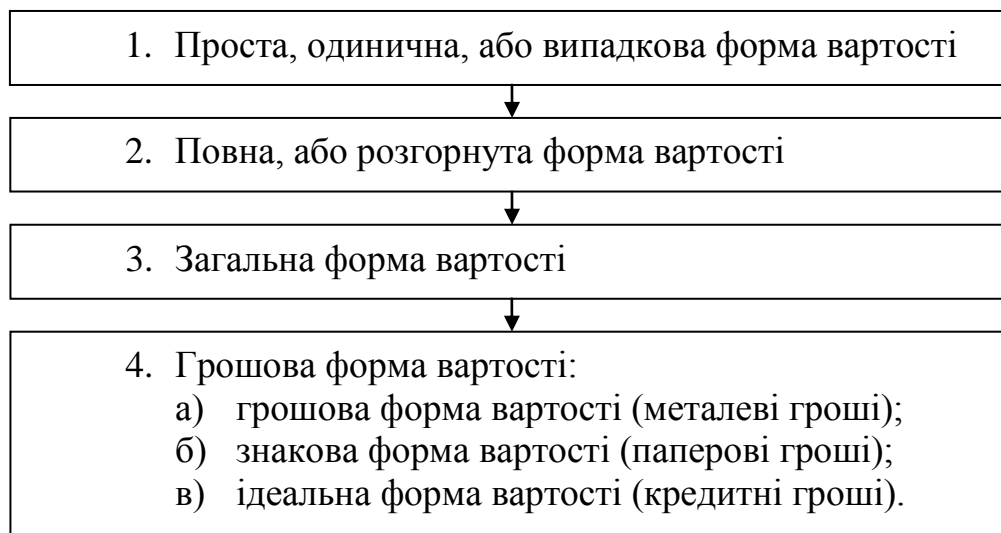 1. Проста, одинична, або випадкова форма вартості
2. Повна, або розгорнута форма вартості
3. Загальна форма вартості
4. Грошова форма вартості:
а) грошова форма вартості (металеві гроші);
б) знакова форма вартості (паперові гроші);
в) ідеальна форма вартості (кредитні гроші).